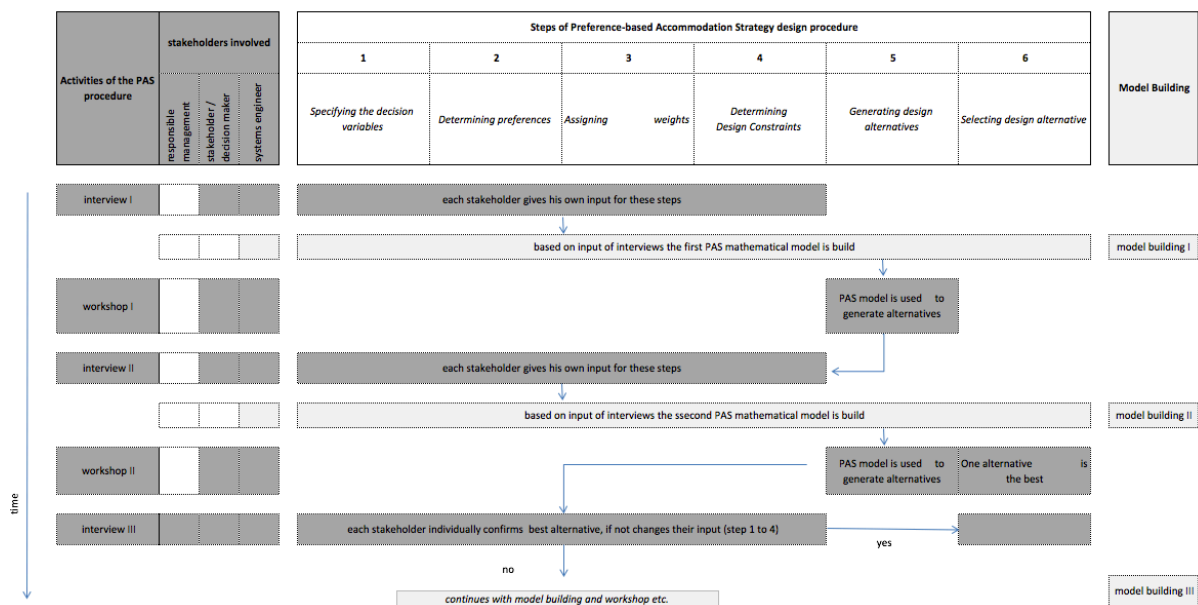 Steps of Preference-based Accommodation Strategy design procedure
stakeholders involved
Activities of the PAS
procedure
responsible
management
stakeholder /
decision maker
systems engineer
1
2
3
4
5
6
Specifying the decision
variables
Determining preferences
Assigning weights
Determining
Design Constraints
Generating design
alternatives
Selecting design alternative
Model Building
interview I
each stakeholder gives his own input for these steps
based on input of interviews the first PAS mathematical model is build
model building I
workshop I
PAS model is used to
generate alternatives
interview II
each stakeholder gives his own input for these steps
based on input of interviews the ssecond PAS mathematical model is build
model building II
workshop II
PAS model is used to
generate alternatives
One alternative is
the best
time
interview III
each stakeholder individually confirms best alternative, if not changes their input (step 1 to 4)
yes
no
continues with model building and workshop etc.
model building III